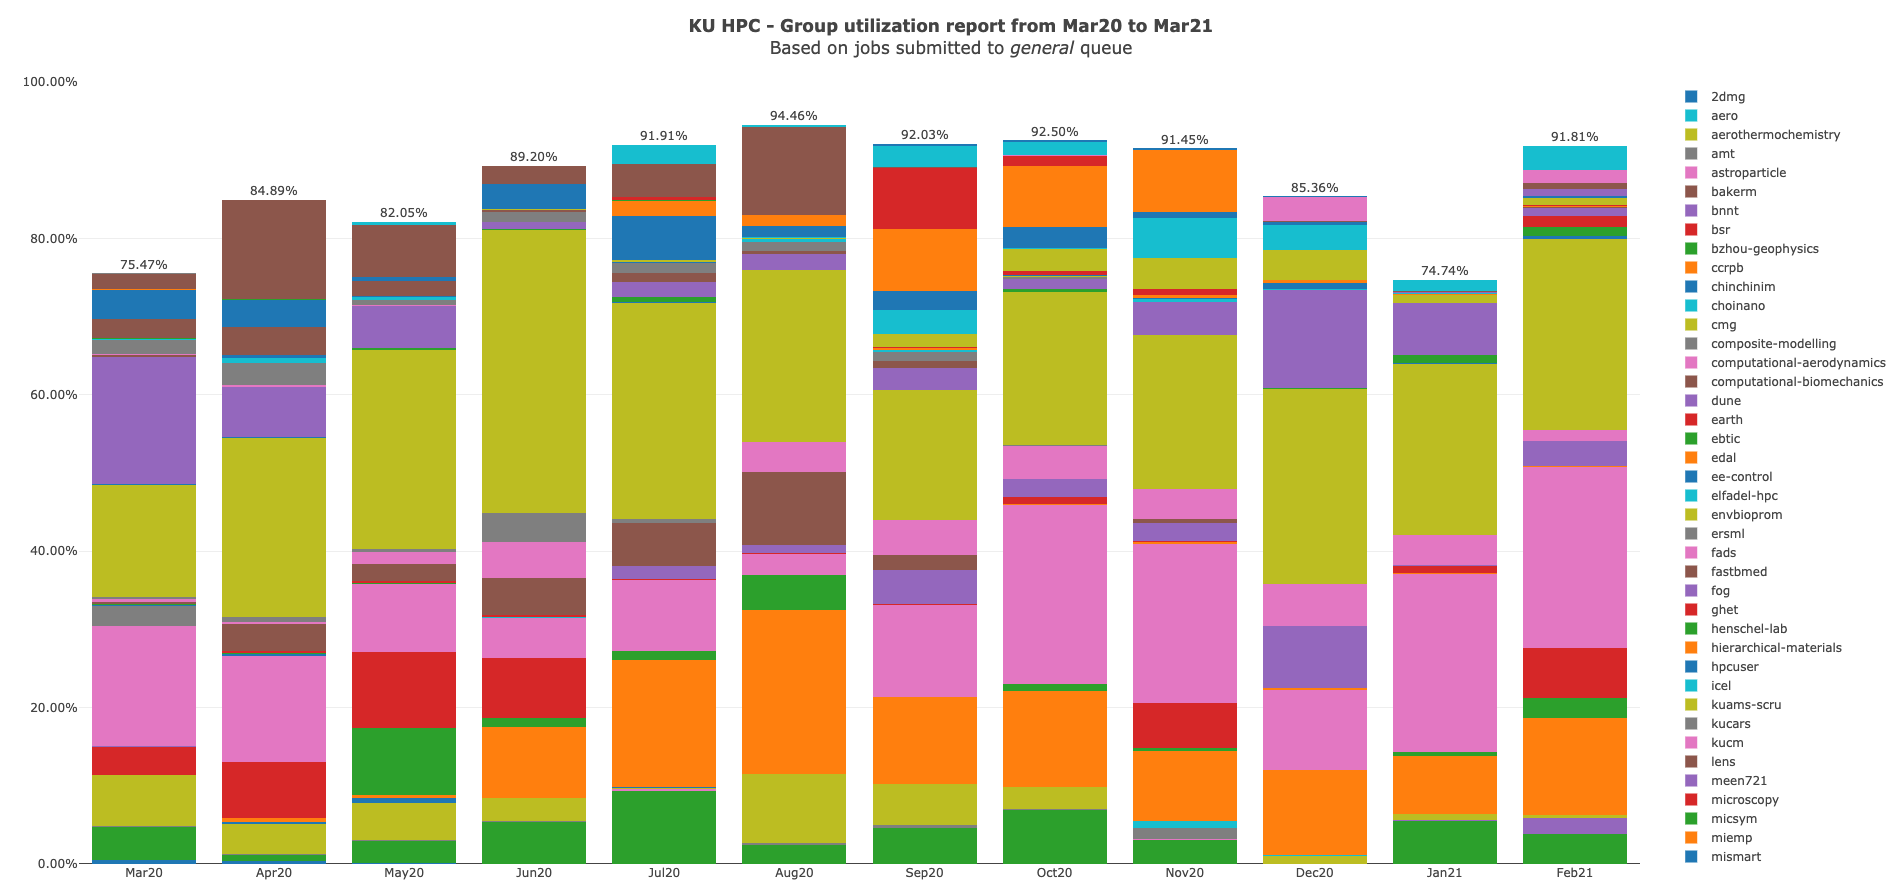 KU HPC - Group utilization report from Mar20 to Mar21
Based on jobs submitted to general queue
100.00%
80.00%
60.00%
40.00%
20.00%
0.00%
75.47%
84.89%
82.05%
89.20%
91.91%
94.46%
92.03%
92.50%
91.45%
85.36%
74.74%
91.81%
Mar20
Apr20
May20
Jun20
Jul20
Aug20
Sep20
Oct20
Nov20
Dec20
Jan21
Feb21
2dmg
aero
aerothermochemistry
amt
astroparticle
bakerm
bnnt
bsr
bzhou-geophysics
ccrpb
chinchinim
choinano
cmg
composite-modelling
computational-aerodynamics
computational-biomechanics
dune
earth
ebtic
edal
ee-control
elfadel-hpc
envbioprom
ersml
fads
fastbmed
fog
ghet
henschel-lab
hierarchical-materials
hpcuser
icel
kuams-scru
kucars
kucm
lens
meen721
microscopy
micsym
miemp
mismart